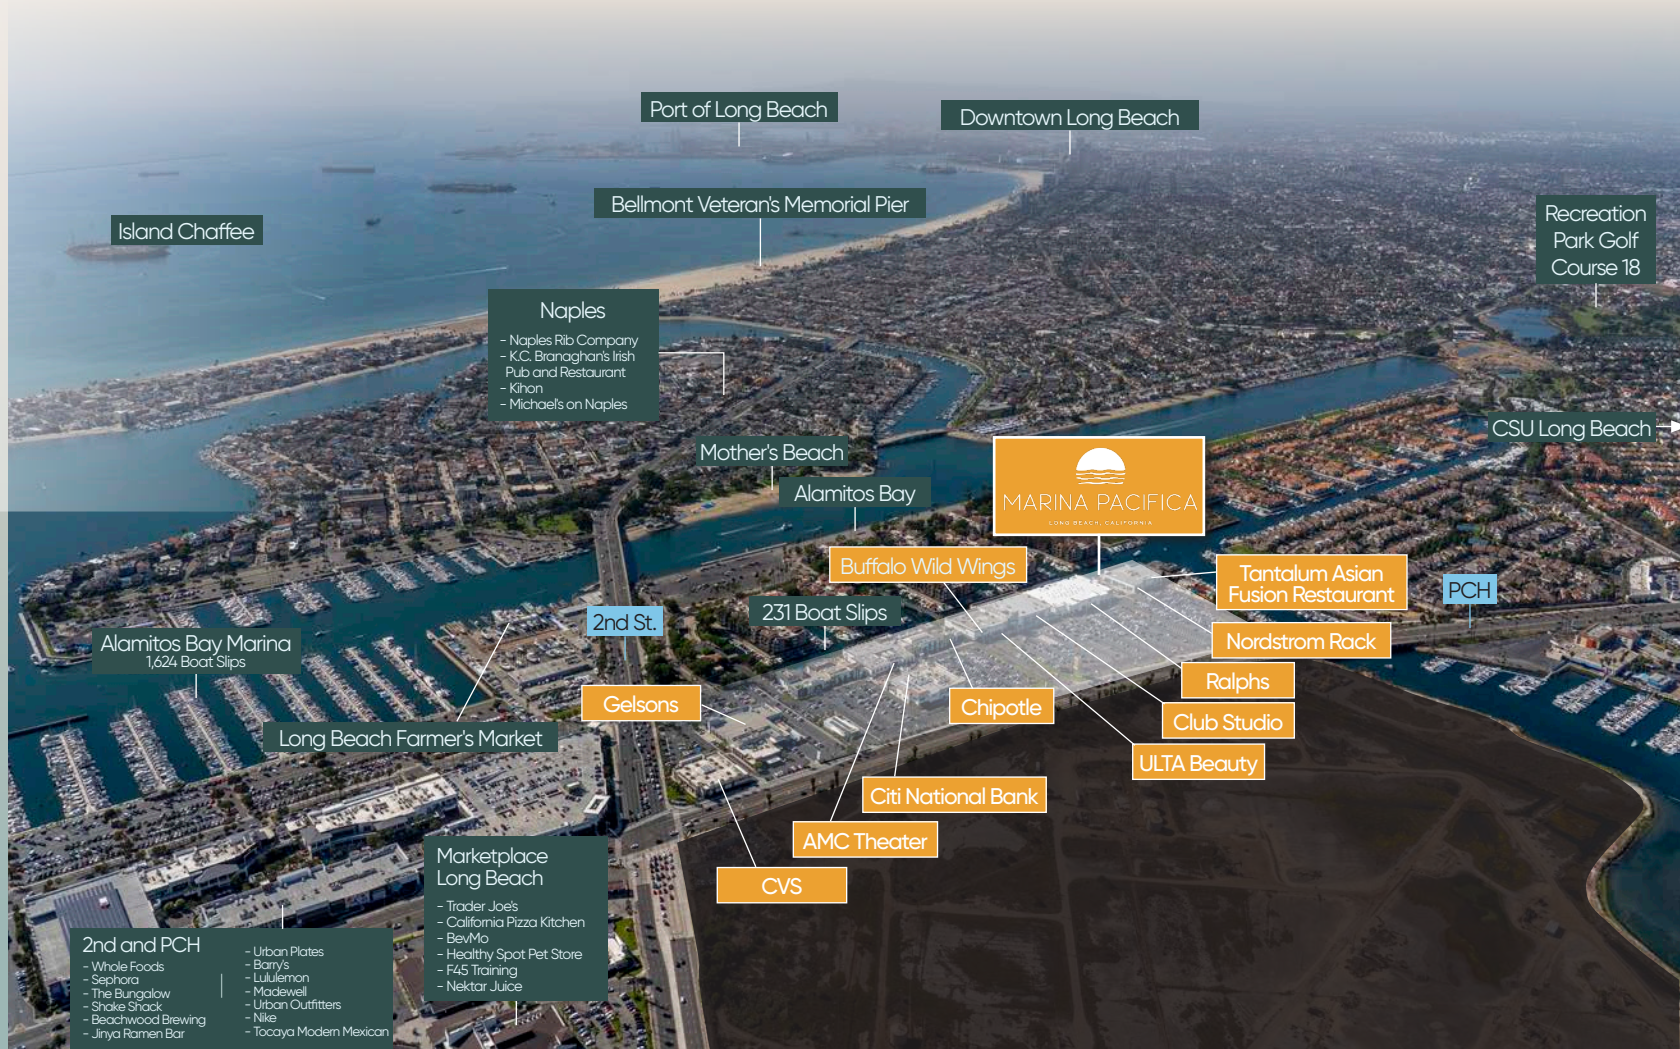 Port of Long Beach
Downtown Long Beach
Bellmont Veteran's Memorial Pier
Island Chaffee
Recreation
Park Golf
Course 18
Naples
- Naples Rib Company
- K.C. Branaghan's Irish
Pub and Restaurant
- Kihon
- Michael's on Naples
CSU Long Beach
Mother's Beach
Alamitos Bay
MARINA PACIFICA
LONG BEACH, CALIFORNIA
Buffalo Wild Wings
Tantalum Asian
Fusion Restaurant
PCH
2nd St.
231 Boat Slips
Alamitos Bay Marina
1,624 Boat Slips
Nordstrom Rack
Ralphs
Gelsons
Chipotle
Club Studio
Long Beach Farmer's Market
ULTA Beauty
Citi National Bank
AMC Theater
CVS
Marketplace
Long Beach
- Trader Joe's
- California Pizza Kitchen
- BevMo
- Healthy Spot Pet Store
- F45 Training
- Nektar Juice
2nd and PCH
- Whole Foods
- Sephora
- The Bungalow
- Shake Shack
- Beachwood Brewing
- Jinya Ramen Bar
- Urban Plates
- Barry's
- Lululemon
- Madewell
- Urban Outfitters
- Nike
- Tocaya Modern Mexican